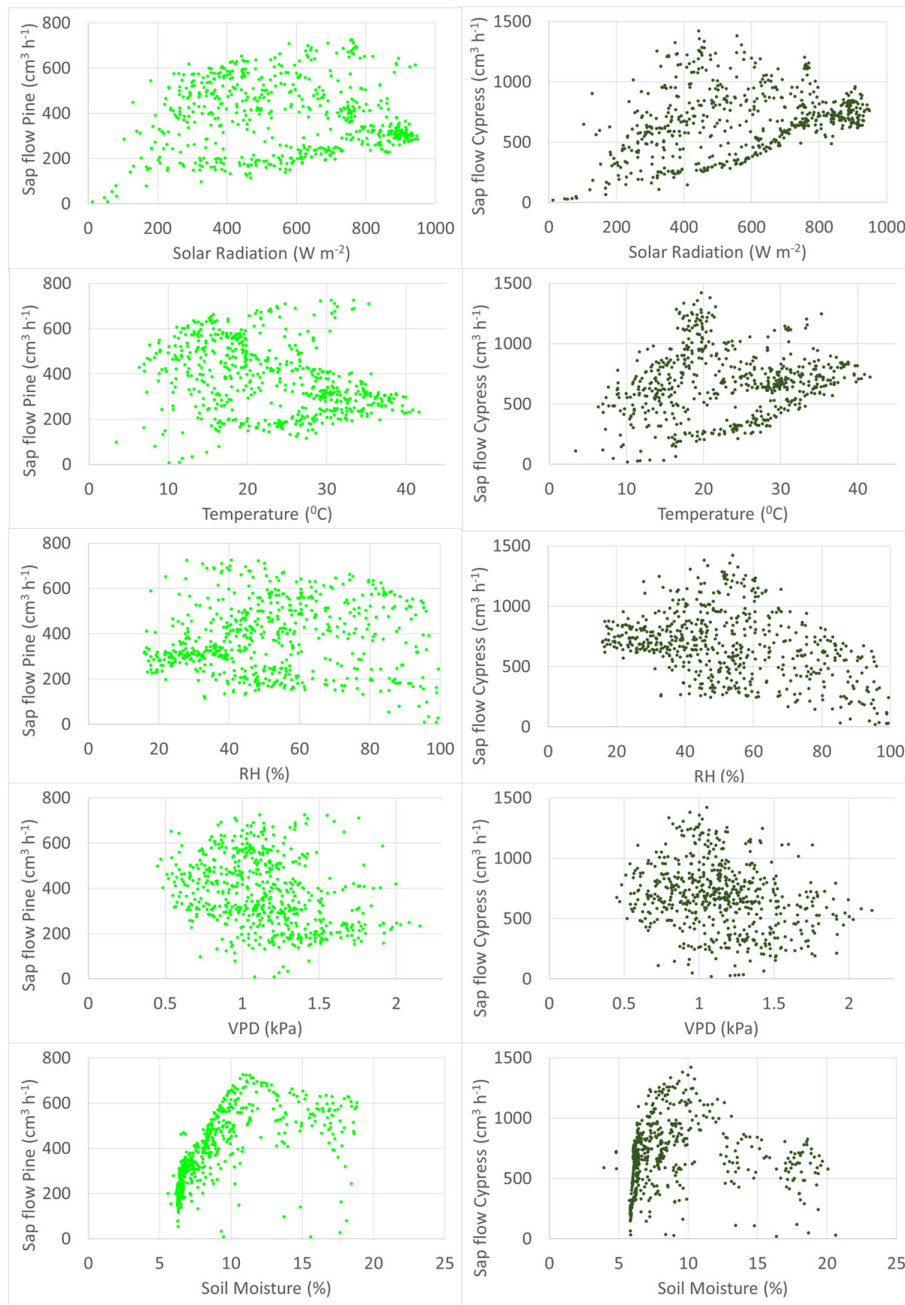 800
600
400
200
0
Sap flow Pine (cm³ h⁻¹)
0 200 400 600 800 1000
Solar Radiation (W m⁻²)
1500
1000
500
0
Sap flow Cypress (cm³ h⁻¹)
0 200 400 600 800 1000
Solar Radiation (W m⁻²)
800
600
400
200
0
Sap flow Pine (cm³ h⁻¹)
0 10 20 30 40
Temperature (⁰C)
1500
1000
500
0
Sap flow Cypress (cm³ h⁻¹)
0 10 20 30 40
Temperature (⁰C)
800
600
400
200
0
Sap flow Pine (cm³ h⁻¹)
0 20 40 60 80 100
RH (%)
1500
1000
500
0
Sap flow Cypress (cm³ h⁻¹)
0 20 40 60 80 100
RH (%)
800
600
400
200
0
Sap flow Pine (cm³ h⁻¹)
0 0.5 1 1.5 2
VPD (kPa)
1500
1000
500
0
Sap flow Cypress (cm³ h⁻¹)
0 0.5 1 1.5 2
VPD (kPa)
800
600
400
200
0
Sap flow Pine (cm³ h⁻¹)
0 5 10 15 20 25
Soil Moisture (%)
1500
1000
500
0
Sap flow Cypress (cm³ h⁻¹)
0 5 10 15 20 25
Soil Moisture (%)